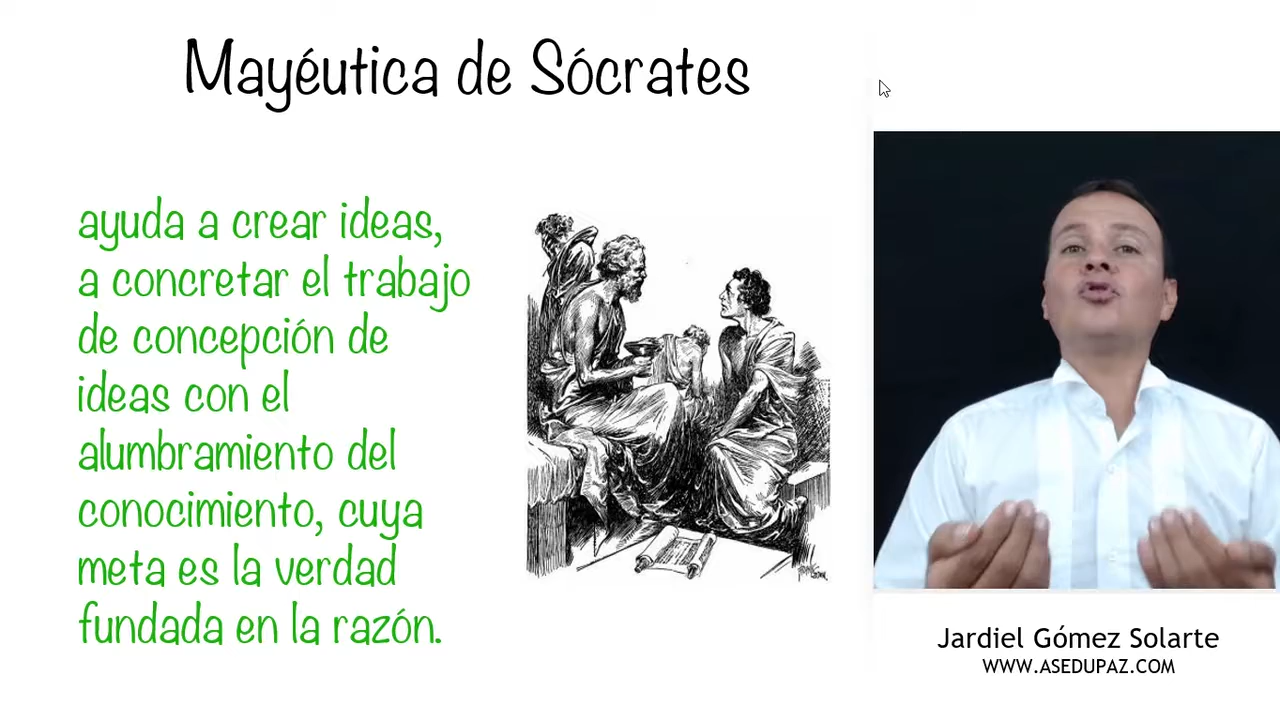 Mayéutica de Sócrates
ayuda a crear ideas,
a concretar el trabajo
de concepción de
ideas con el
alumbramiento del
conocimiento, cuya
meta es la verdad
fundada en la razón.
Jardiel Gómez Solarte
WWW.ASEDUPAZ.COM